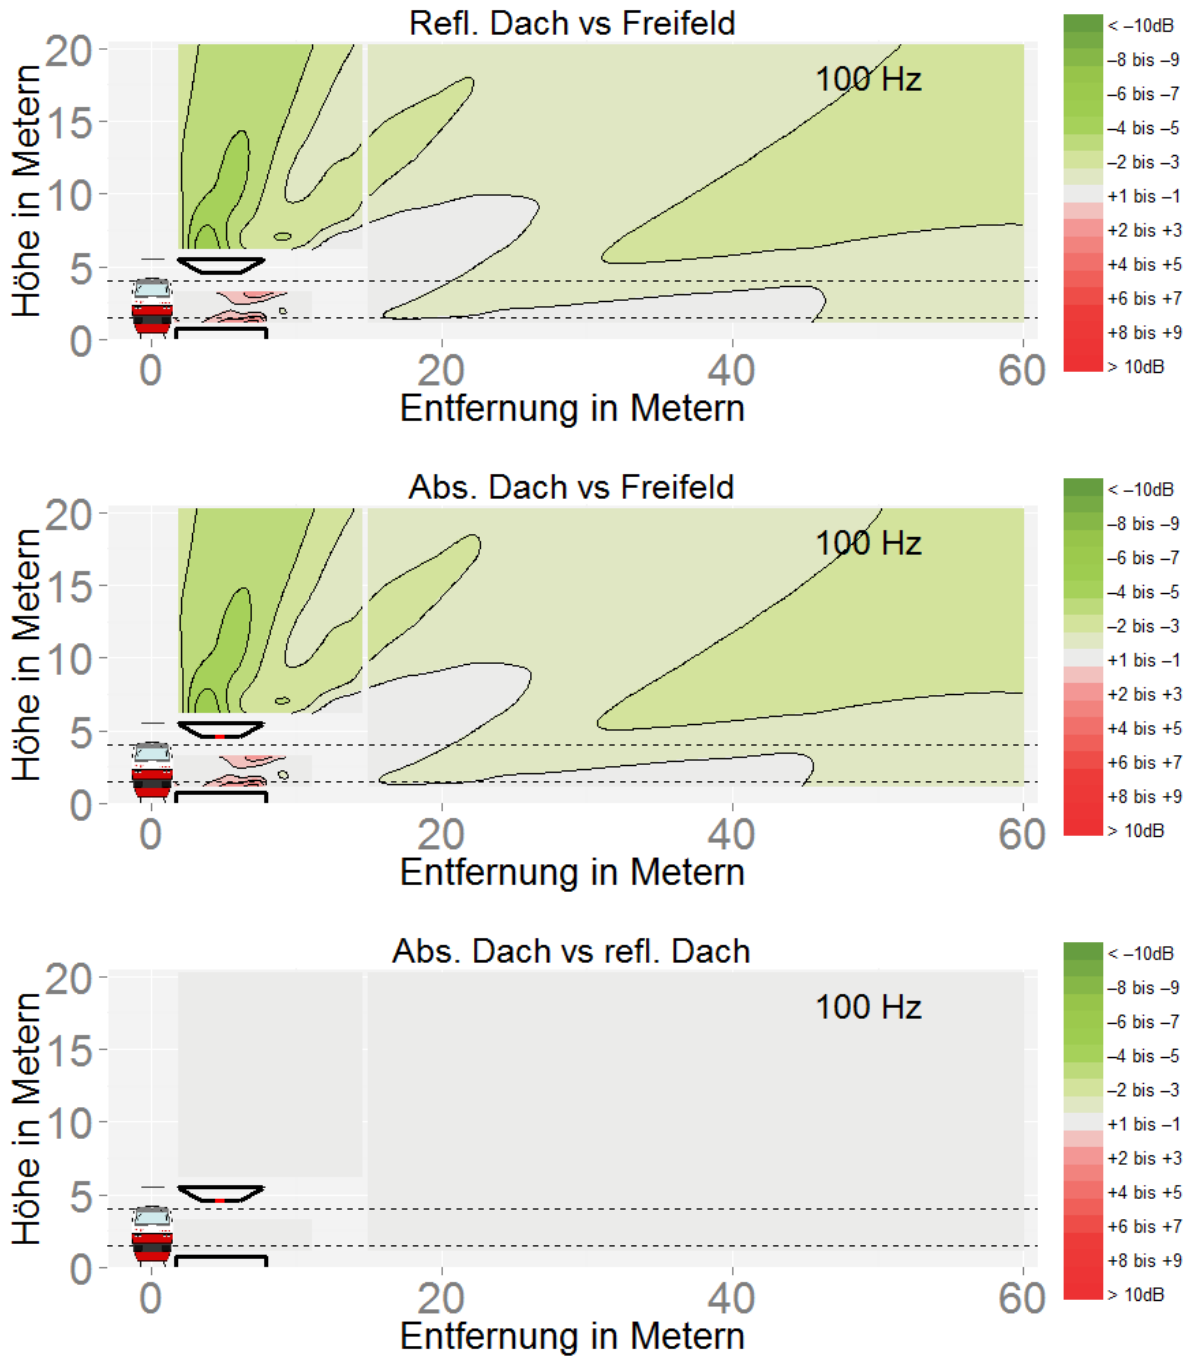 Refl. Dach vs Freifeld
100 Hz
Höhe in Metern
20
15
10
5
0
0 20 40 60
Entfernung in Metern
< –10dB
–8 bis –9
–6 bis –7
–4 bis –5
–2 bis –3
+1 bis –1
+2 bis +3
+4 bis +5
+6 bis +7
+8 bis +9
> 10dB
Abs. Dach vs Freifeld
100 Hz
Höhe in Metern
20
15
10
5
0
0 20 40 60
Entfernung in Metern
< –10dB
–8 bis –9
–6 bis –7
–4 bis –5
–2 bis –3
+1 bis –1
+2 bis +3
+4 bis +5
+6 bis +7
+8 bis +9
> 10dB
Abs. Dach vs refl. Dach
100 Hz
Höhe in Metern
20
15
10
5
0
0 20 40 60
Entfernung in Metern
< –10dB
–8 bis –9
–6 bis –7
–4 bis –5
–2 bis –3
+1 bis –1
+2 bis +3
+4 bis +5
+6 bis +7
+8 bis +9
> 10dB